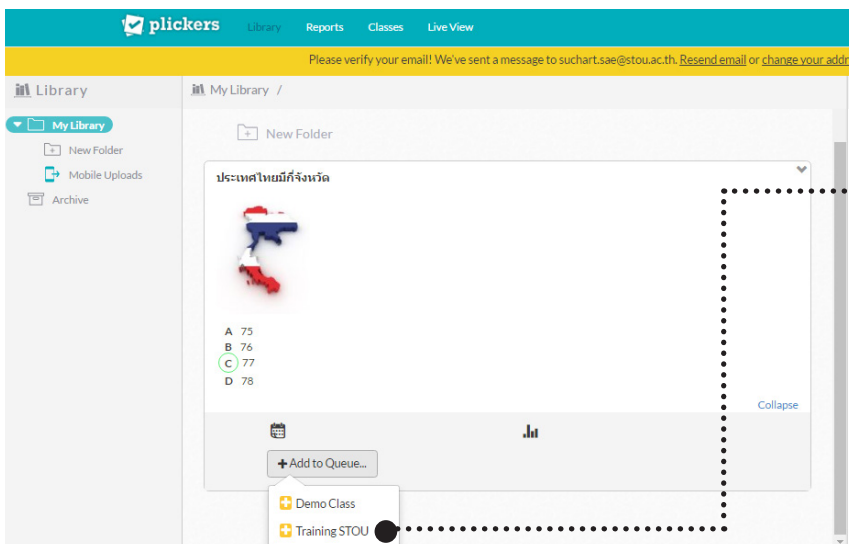 plickers Library Reports Classes Live View
Please verify your email! We've sent a message to suchart.sae@stou.ac.th. Resend email or change your addr
Library
My Library /
My Library
New Folder
Mobile Uploads
Archive
New Folder
ประเทศไทยมีกี่จังหวัด
A 75
B 76
C 77
D 78
Collapse
+Add to Queue...
Demo Class
Training STOU